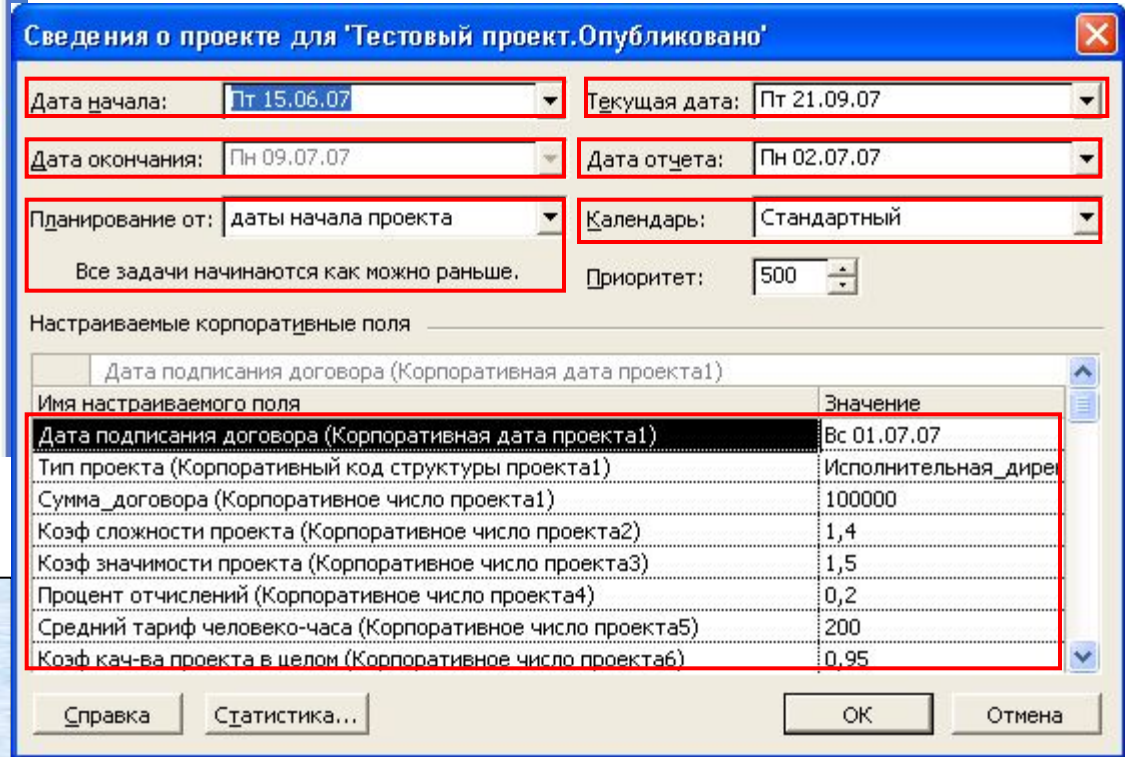 Сведения о проекте для 'Тестовый проект.Опубликовано'
Дата начала: Пт 15.06.07 Текущая дата: Пт 21.09.07
Дата окончания: Пн 09.07.07 Дата отчета: Пн 02.07.07
Планирование от: даты начала проекта Календарь: Стандартный
Все задачи начинаются как можно раньше. Приоритет: 500
Настраиваемые корпоративные поля
Дата подписания договора (Корпоративная дата проекта1)
Имя настраиваемого поля Значение
Дата подписания договора (Корпоративная дата проекта1) Вс 01.07.07
Тип проекта (Корпоративный код структуры проекта1) Исполнительная_дире
Сумма_договора (Корпоративное число проекта1) 100000
Коэф сложности проекта (Корпоративное число проекта2) 1,4
Коэф значимости проекта (Корпоративное число проекта3) 1,5
Процент отчислений (Корпоративное число проекта4) 0,2
Средний тариф человеко-часа (Корпоративное число проекта5) 200
Коэф кач-ва проекта в целом (Корпоративное число проекта6) 0,95
Справка Статистика... ОК Отмена